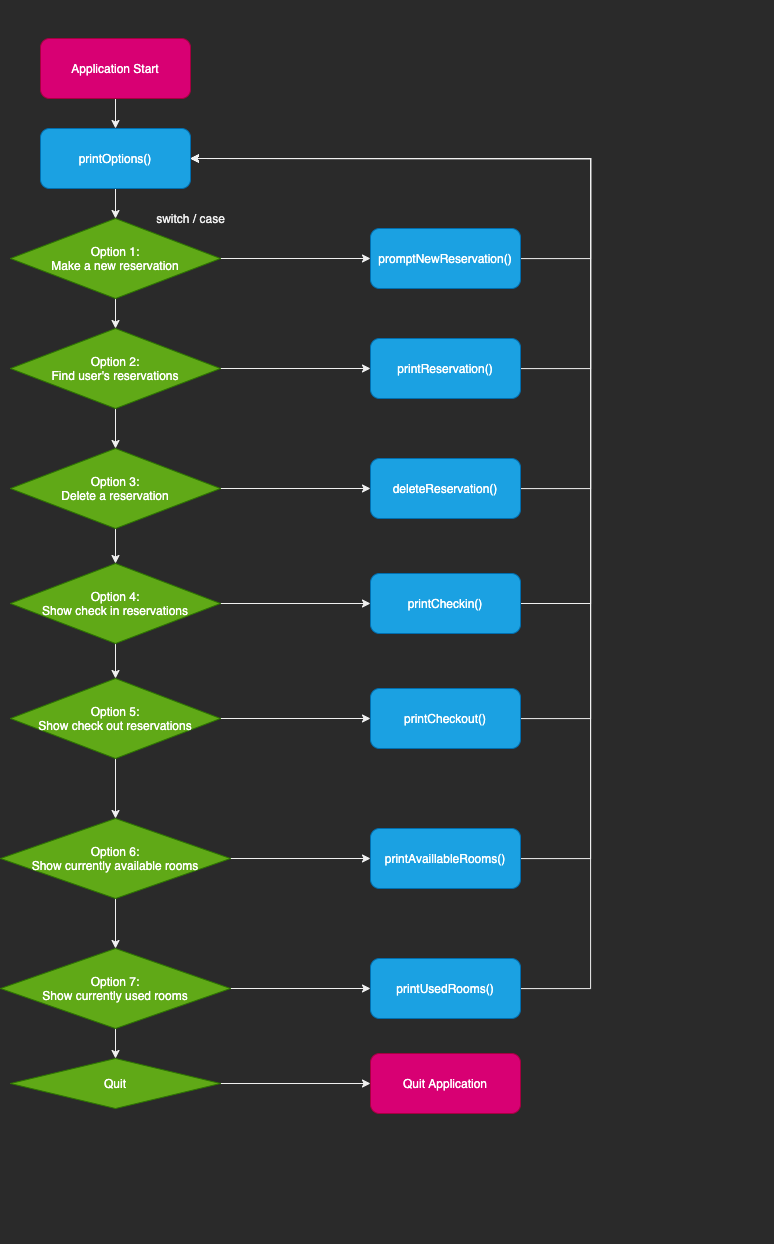 Application Start
printOptions()
switch / case
Option 1:
Make a new reservation
promptNewReservation()
Option 2:
Find user's reservations
printReservation()
Option 3:
Delete a reservation
deleteReservation()
Option 4:
Show check in reservations
printCheckin()
Option 5:
Show check out reservations
printCheckout()
Option 6:
Show currently available rooms
printAvaillableRooms()
Option 7:
Show currently used rooms
printUsedRooms()
Quit
Quit Application